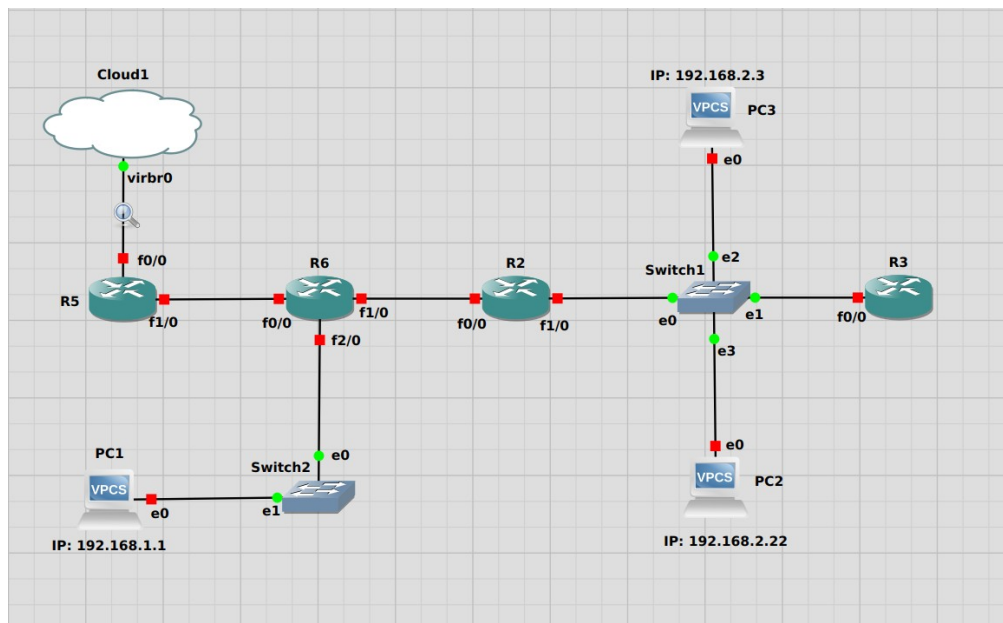 Cloud1
IP: 192.168.2.3
VPCS
PC3
e0
virbr0
f0/0
R5
f1/0
R6
f0/0
f1/0
f2/0
R2
f0/0
f1/0
Switch1
e2
e0
e1
e3
R3
f0/0
PC1
VPCS
e0
IP: 192.168.1.1
Switch2
e0
e1
e0
VPCS
PC2
IP: 192.168.2.22